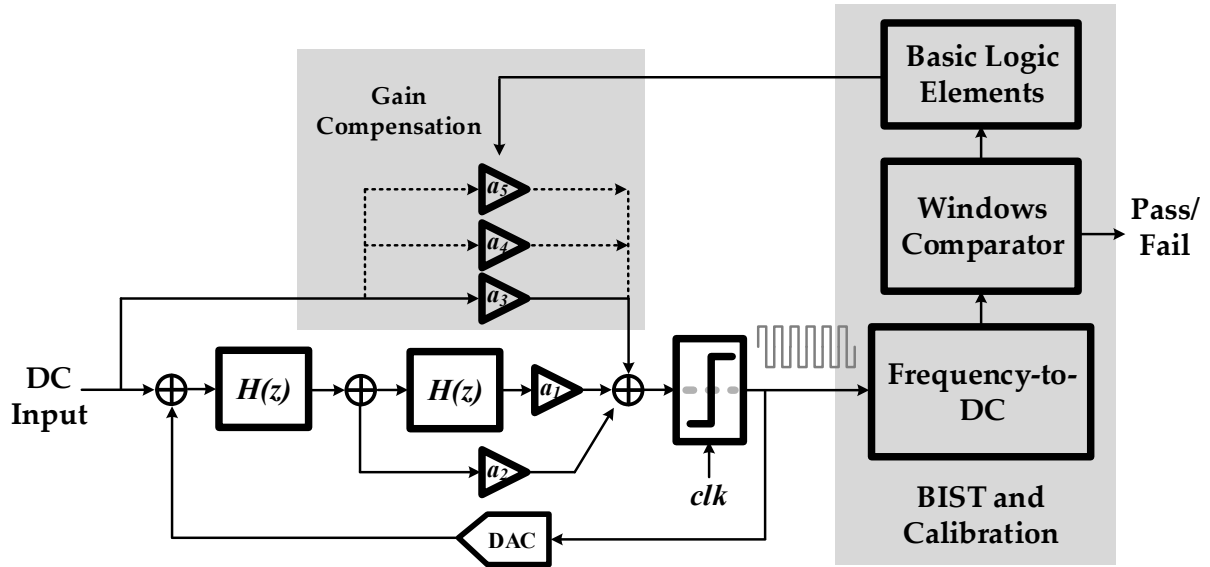 Basic Logic
Elements
Gain
Compensation
a5
Windows
Comparator
Pass/
Fail
a4
a3
DC
Input
H(z)
H(z)
a1
Frequency-to-
DC
a2
clk
BIST and
Calibration
DAC